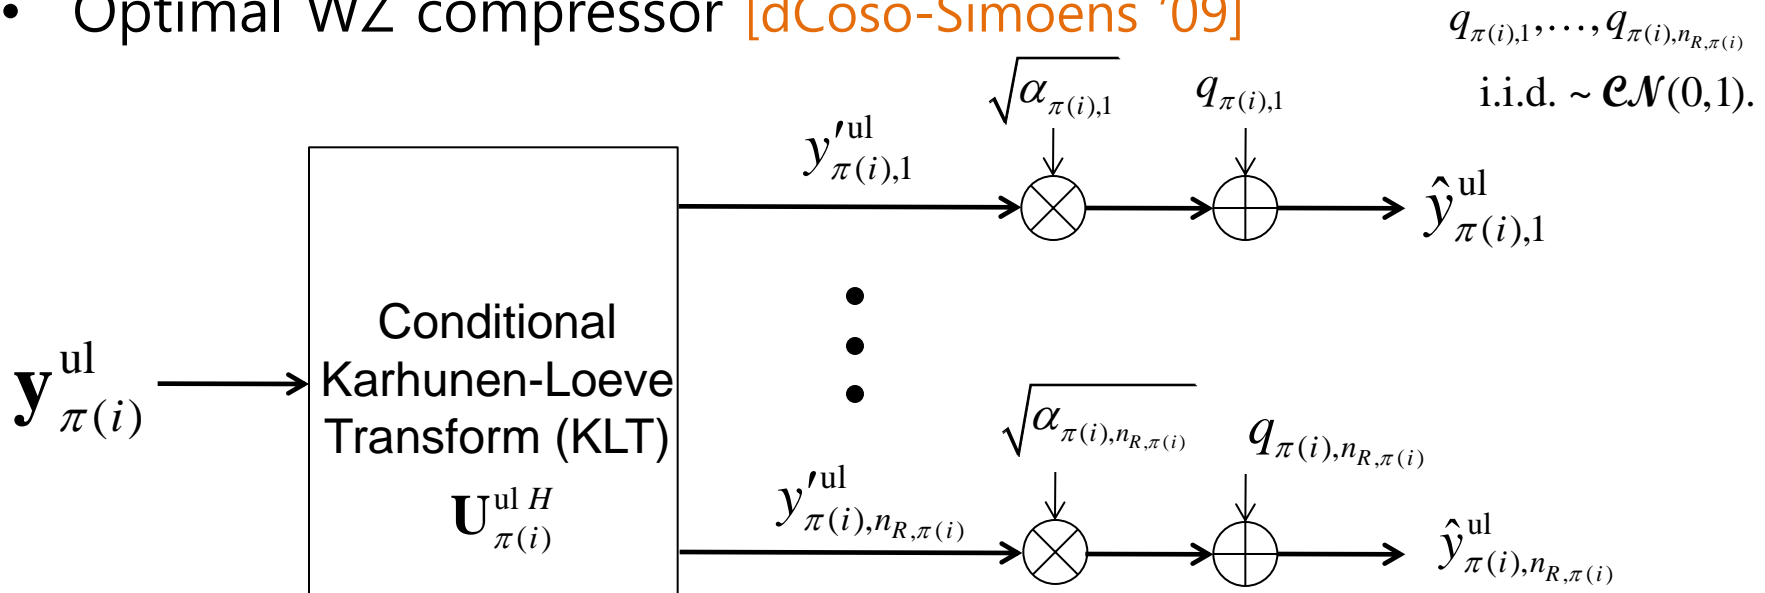 • Optimal WZ compressor [dCoso-Simoens ’09]
q_{π(i),1},…,q_{π(i),n_{R,π(i)}}
i.i.d. ~ 𝓒𝓝(0,1).
√α_{π(i),1}
q_{π(i),1}
y′^{ul}_{π(i),1}
ŷ^{ul}_{π(i),1}
Conditional
Karhunen-Loeve
Transform (KLT)
U^{ul H}_{π(i)}
y^{ul}_{π(i)}
√α_{π(i),n_{R,π(i)}}
q_{π(i),n_{R,π(i)}}
y′^{ul}_{π(i),n_{R,π(i)}}
ŷ^{ul}_{π(i),n_{R,π(i)}}